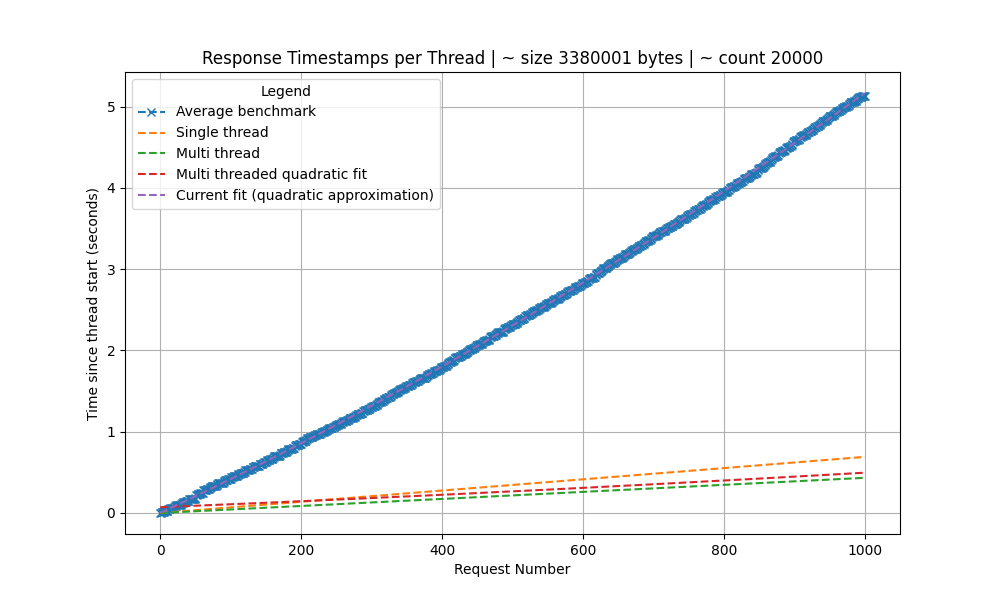 Response Timestamps per Thread | ~ size 3380001 bytes | ~ count 20000
Legend
Average benchmark
Single thread
Multi thread
Multi threaded quadratic fit
Current fit (quadratic approximation)
Time since thread start (seconds)
5
4
3
2
1
0
0 200 400 600 800 1000
Request Number